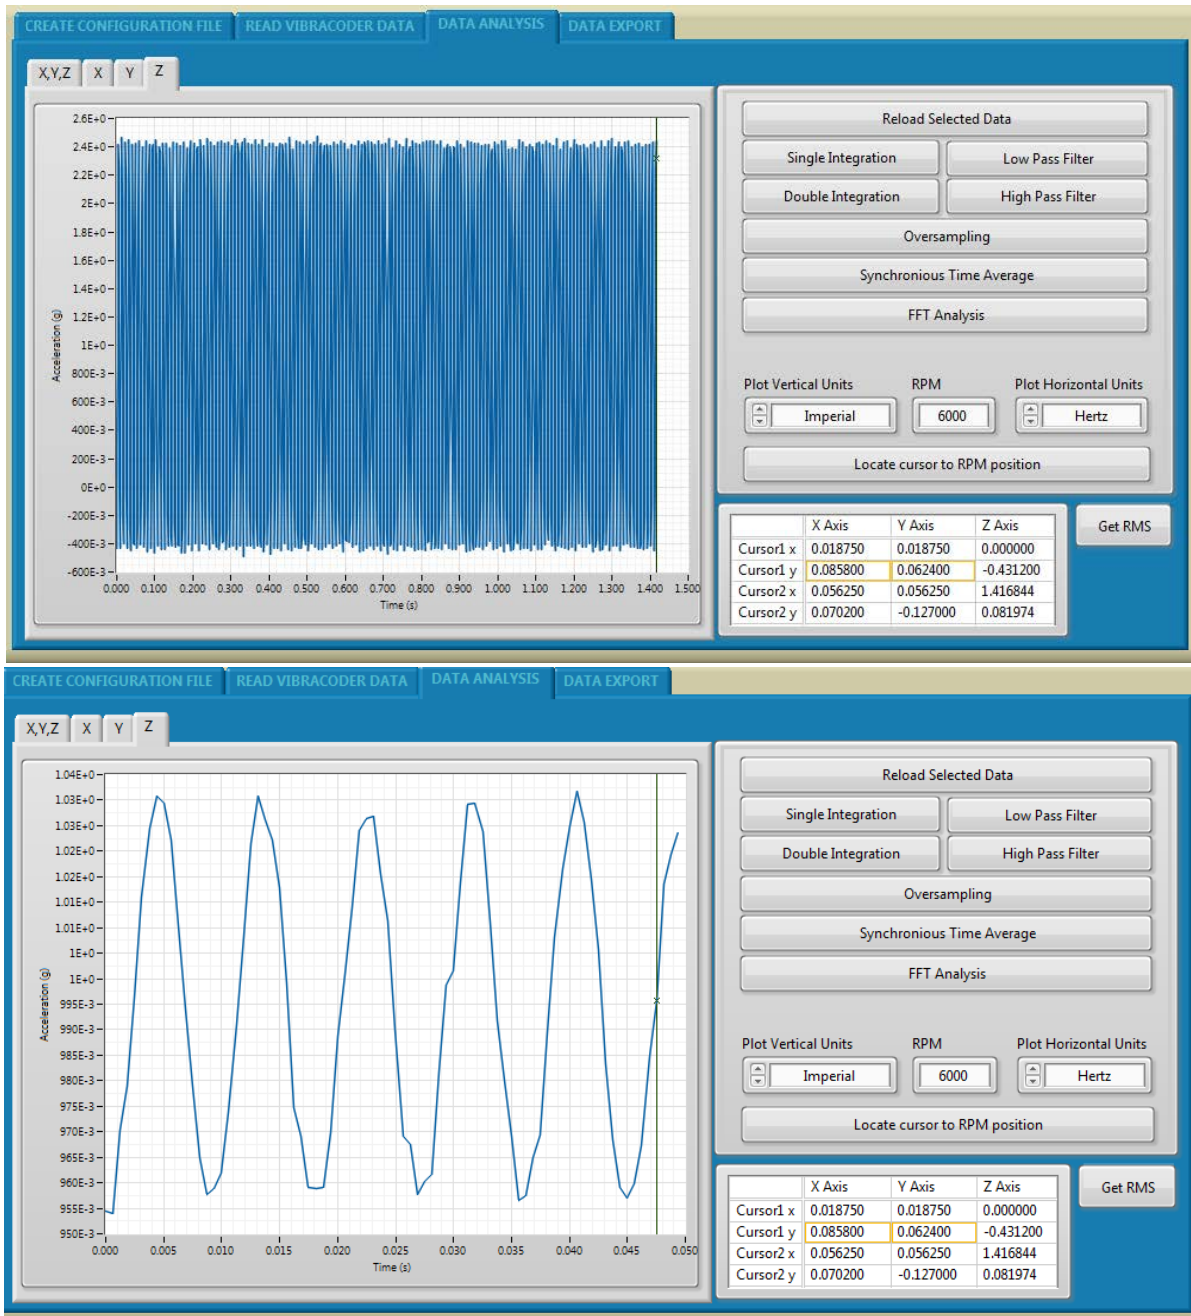 CREATE CONFIGURATION FILE READ VIBRACODER DATA DATA ANALYSIS DATA EXPORT
X,Y,Z X Y Z
2.6E+0
2.4E+0
2.2E+0
2E+0
1.8E+0
1.6E+0
1.4E+0
1.2E+0
1E+0
800E-3
600E-3
400E-3
200E-3
0E+0
-200E-3
-400E-3
-600E-3
Acceleration (g)
0.000 0.100 0.200 0.300 0.400 0.500 0.600 0.700 0.800 0.900 1.000 1.100 1.200 1.300 1.400 1.500
Time (s)
Reload Selected Data
Single Integration Low Pass Filter
Double Integration High Pass Filter
Oversampling
Synchronious Time Average
FFT Analysis
Plot Vertical Units RPM Plot Horizontal Units
Imperial 6000 Hertz
Locate cursor to RPM position
X Axis Y Axis Z Axis
Cursor1 x 0.018750 0.018750 0.000000
Cursor1 y 0.085800 0.062400 -0.431200
Cursor2 x 0.056250 0.056250 1.416844
Cursor2 y 0.070200 -0.127000 0.081974
Get RMS
CREATE CONFIGURATION FILE READ VIBRACODER DATA DATA ANALYSIS DATA EXPORT
X,Y,Z X Y Z
1.04E+0
1.03E+0
1.03E+0
1.02E+0
1.02E+0
1.01E+0
1.01E+0
1E+0
1E+0
995E-3
990E-3
985E-3
980E-3
975E-3
970E-3
965E-3
960E-3
955E-3
950E-3
Acceleration (g)
0.000 0.005 0.010 0.015 0.020 0.025 0.030 0.035 0.040 0.045 0.050
Time (s)
Reload Selected Data
Single Integration Low Pass Filter
Double Integration High Pass Filter
Oversampling
Synchronious Time Average
FFT Analysis
Plot Vertical Units RPM Plot Horizontal Units
Imperial 6000 Hertz
Locate cursor to RPM position
X Axis Y Axis Z Axis
Cursor1 x 0.018750 0.018750 0.000000
Cursor1 y 0.085800 0.062400 -0.431200
Cursor2 x 0.056250 0.056250 1.416844
Cursor2 y 0.070200 -0.127000 0.081974
Get RMS